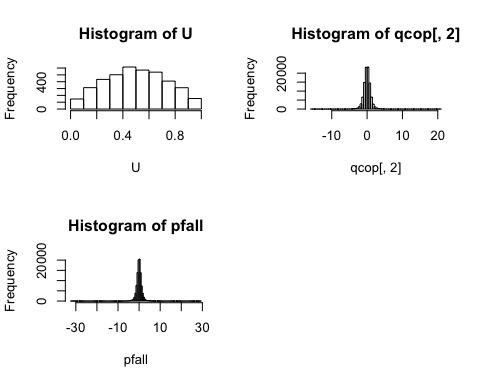 Histogram of U
Frequency
0 400
0.0 0.4 0.8
U
Histogram of qcop[, 2]
Frequency
0 20000
-10 0 10 20
qcop[, 2]
Histogram of pfall
Frequency
0 20000
-30 -10 10 30
pfall